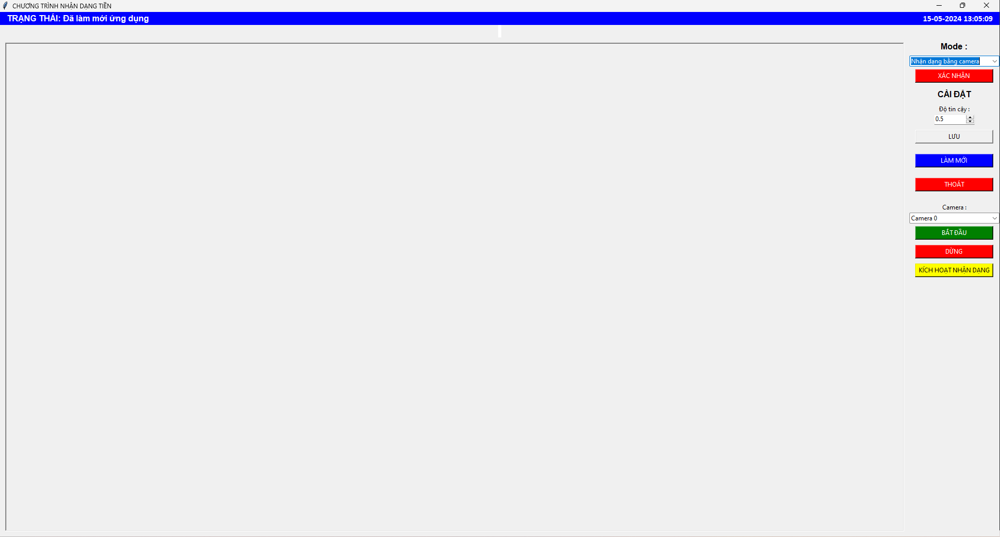 CHƯƠNG TRÌNH NHẬN DẠNG TIỀN
TRẠNG THÁI: Đã làm mới ứng dụng
15-05-2024 13:05:09
Mode :
Nhận dạng bằng camera
XÁC NHẬN
CÀI ĐẶT
Độ tin cậy :
0.5
LƯU
LÀM MỚI
THOÁT
Camera :
Camera 0
BẮT ĐẦU
DỪNG
KÍCH HOẠT NHẬN DẠNG